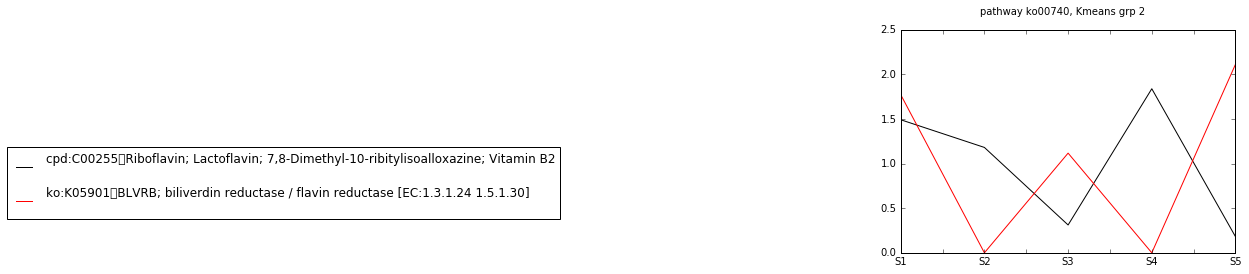 pathway ko00740, Kmeans grp 2
cpd:C00255▯Riboflavin; Lactoflavin; 7,8-Dimethyl-10-ribitylisoalloxazine; Vitamin B2
ko:K05901▯BLVRB; biliverdin reductase / flavin reductase [EC:1.3.1.24 1.5.1.30]
2.5
2.0
1.5
1.0
0.5
0.0
S1 S2 S3 S4 S5